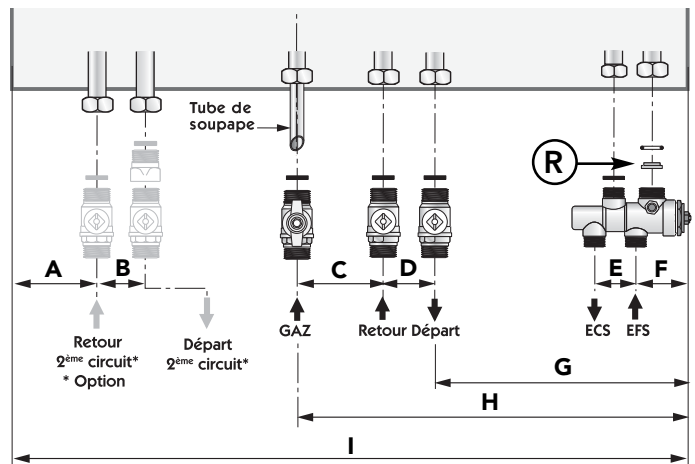 Tube de
soupape
R
A
B
C
D
E
F
GAZ
Retour
Départ
ECS
EFS
Retour
2ème circuit*
* Option
Départ
2ème circuit*
G
H
I